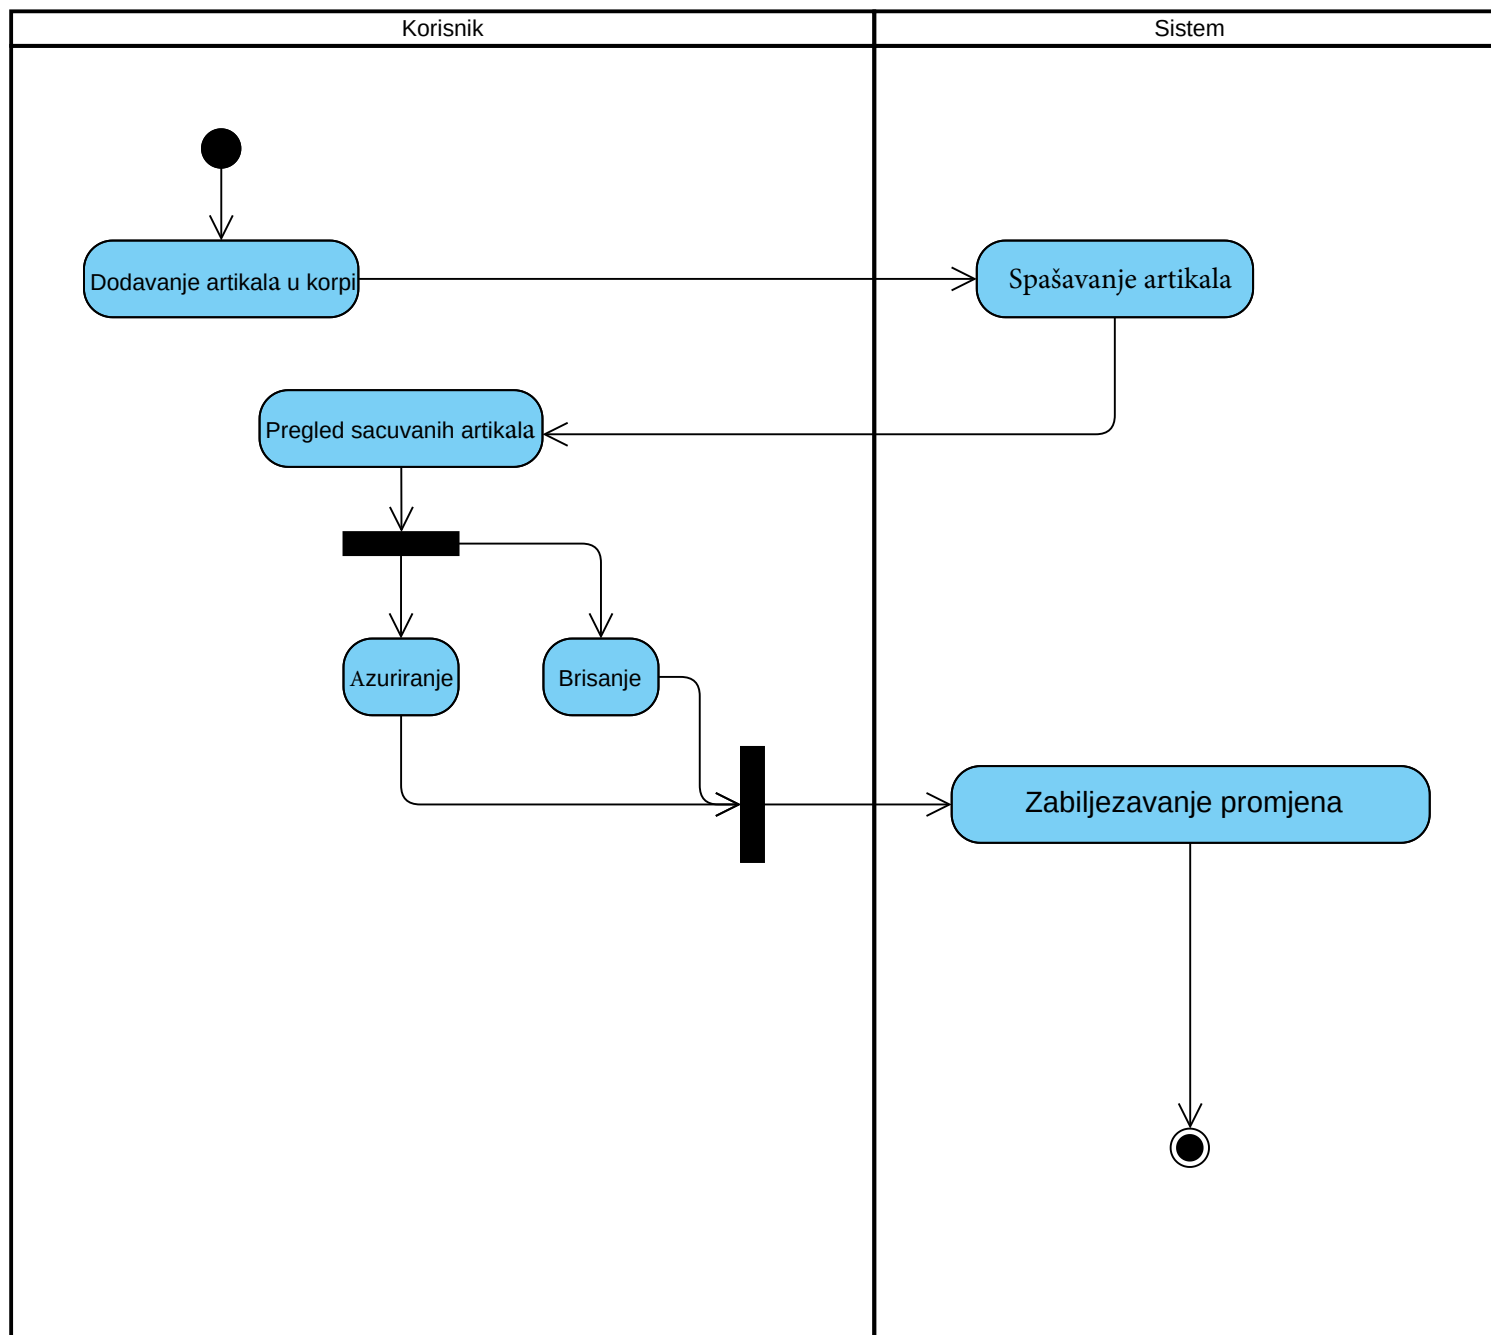 Korisnik
Sistem
Dodavanje artikala u korpi
Spašavanje artikala
Pregled sacuvanih artikala
Azuriranje
Brisanje
Zabiljezavanje promjena